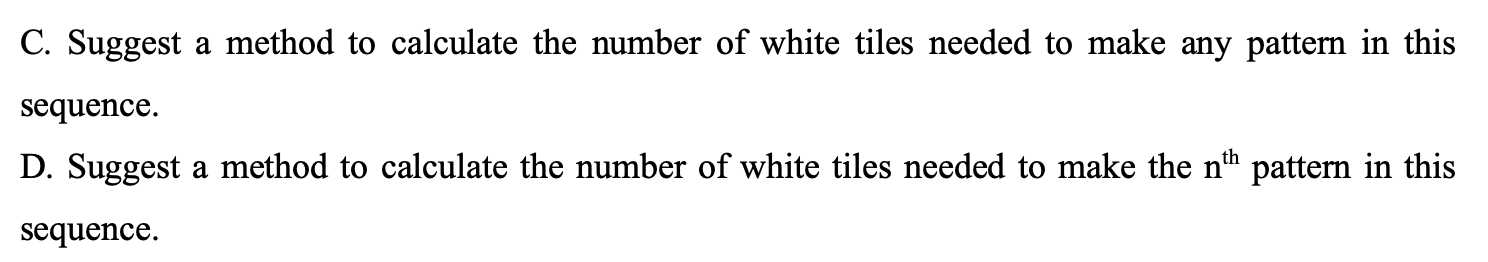 C. Suggest a method to calculate the number of white tiles needed to make any pattern in this
sequence.
D. Suggest a method to calculate the number of white tiles needed to make the nth pattern in this
sequence.